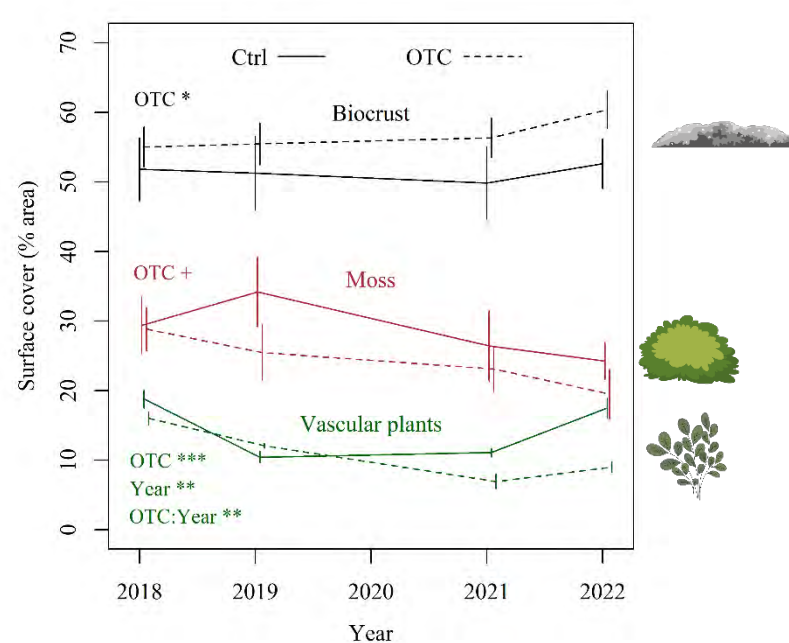 70
60
50
40
30
20
10
0
Surface cover (% area)
Ctrl
OTC
OTC *
Biocrust
OTC +
Moss
Vascular plants
OTC ***
Year **
OTC:Year **
2018
2019
2020
2021
2022
Year